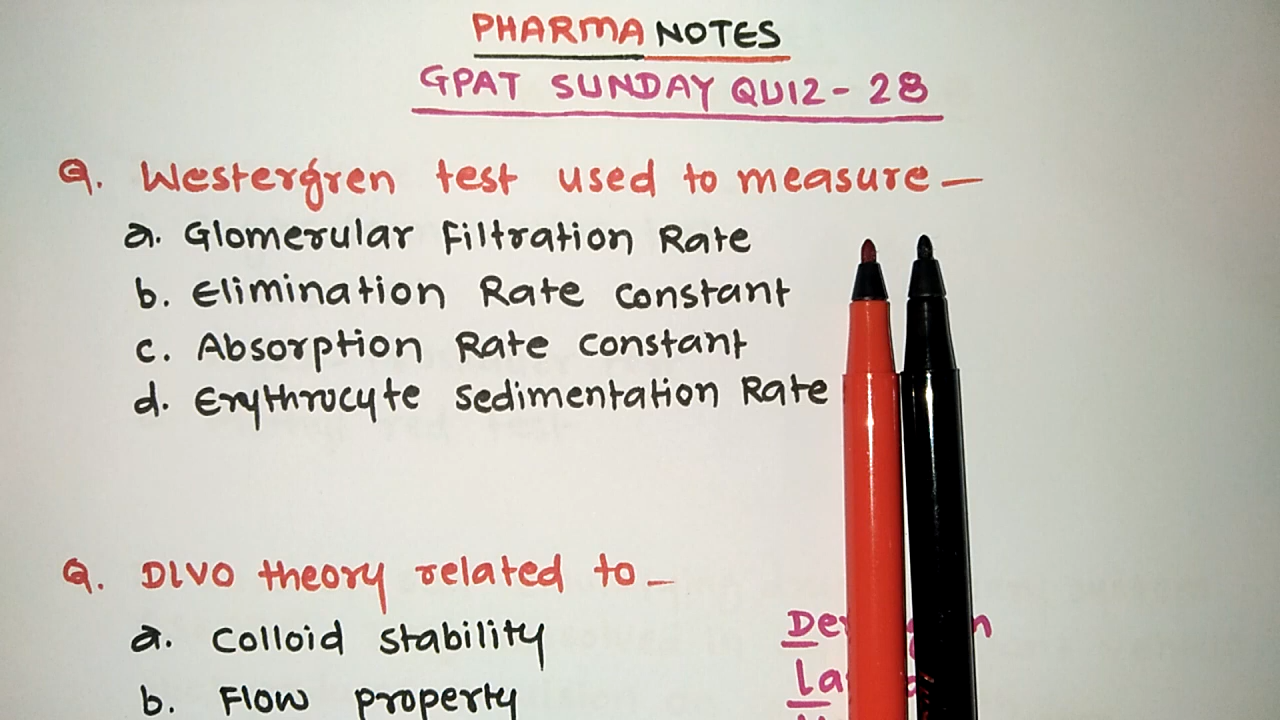 PHARMA NOTES
GPAT SUNDAY QUIZ - 28
Q. Westergren test used to measure —
a. Glomerular Filtration Rate
b. Elimination Rate constant
c. Absorption Rate constant
d. Erythrocyte Sedimentation Rate
Q. DLVO theory related to —
a. Colloid stability
b. Flow property